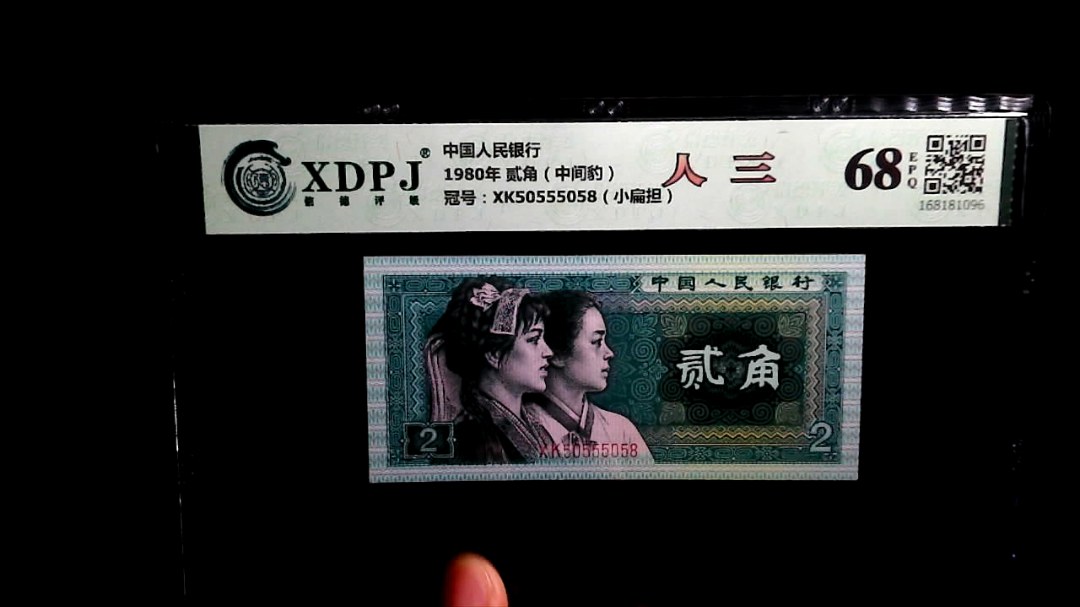 XDPJ®
信德评级
中国人民银行
1980年 贰角（中间豹）
冠号：XK50555058（小扁担）
人三
68
EPQ
168181096
中国人民银行
贰角
2
2
XK50555058